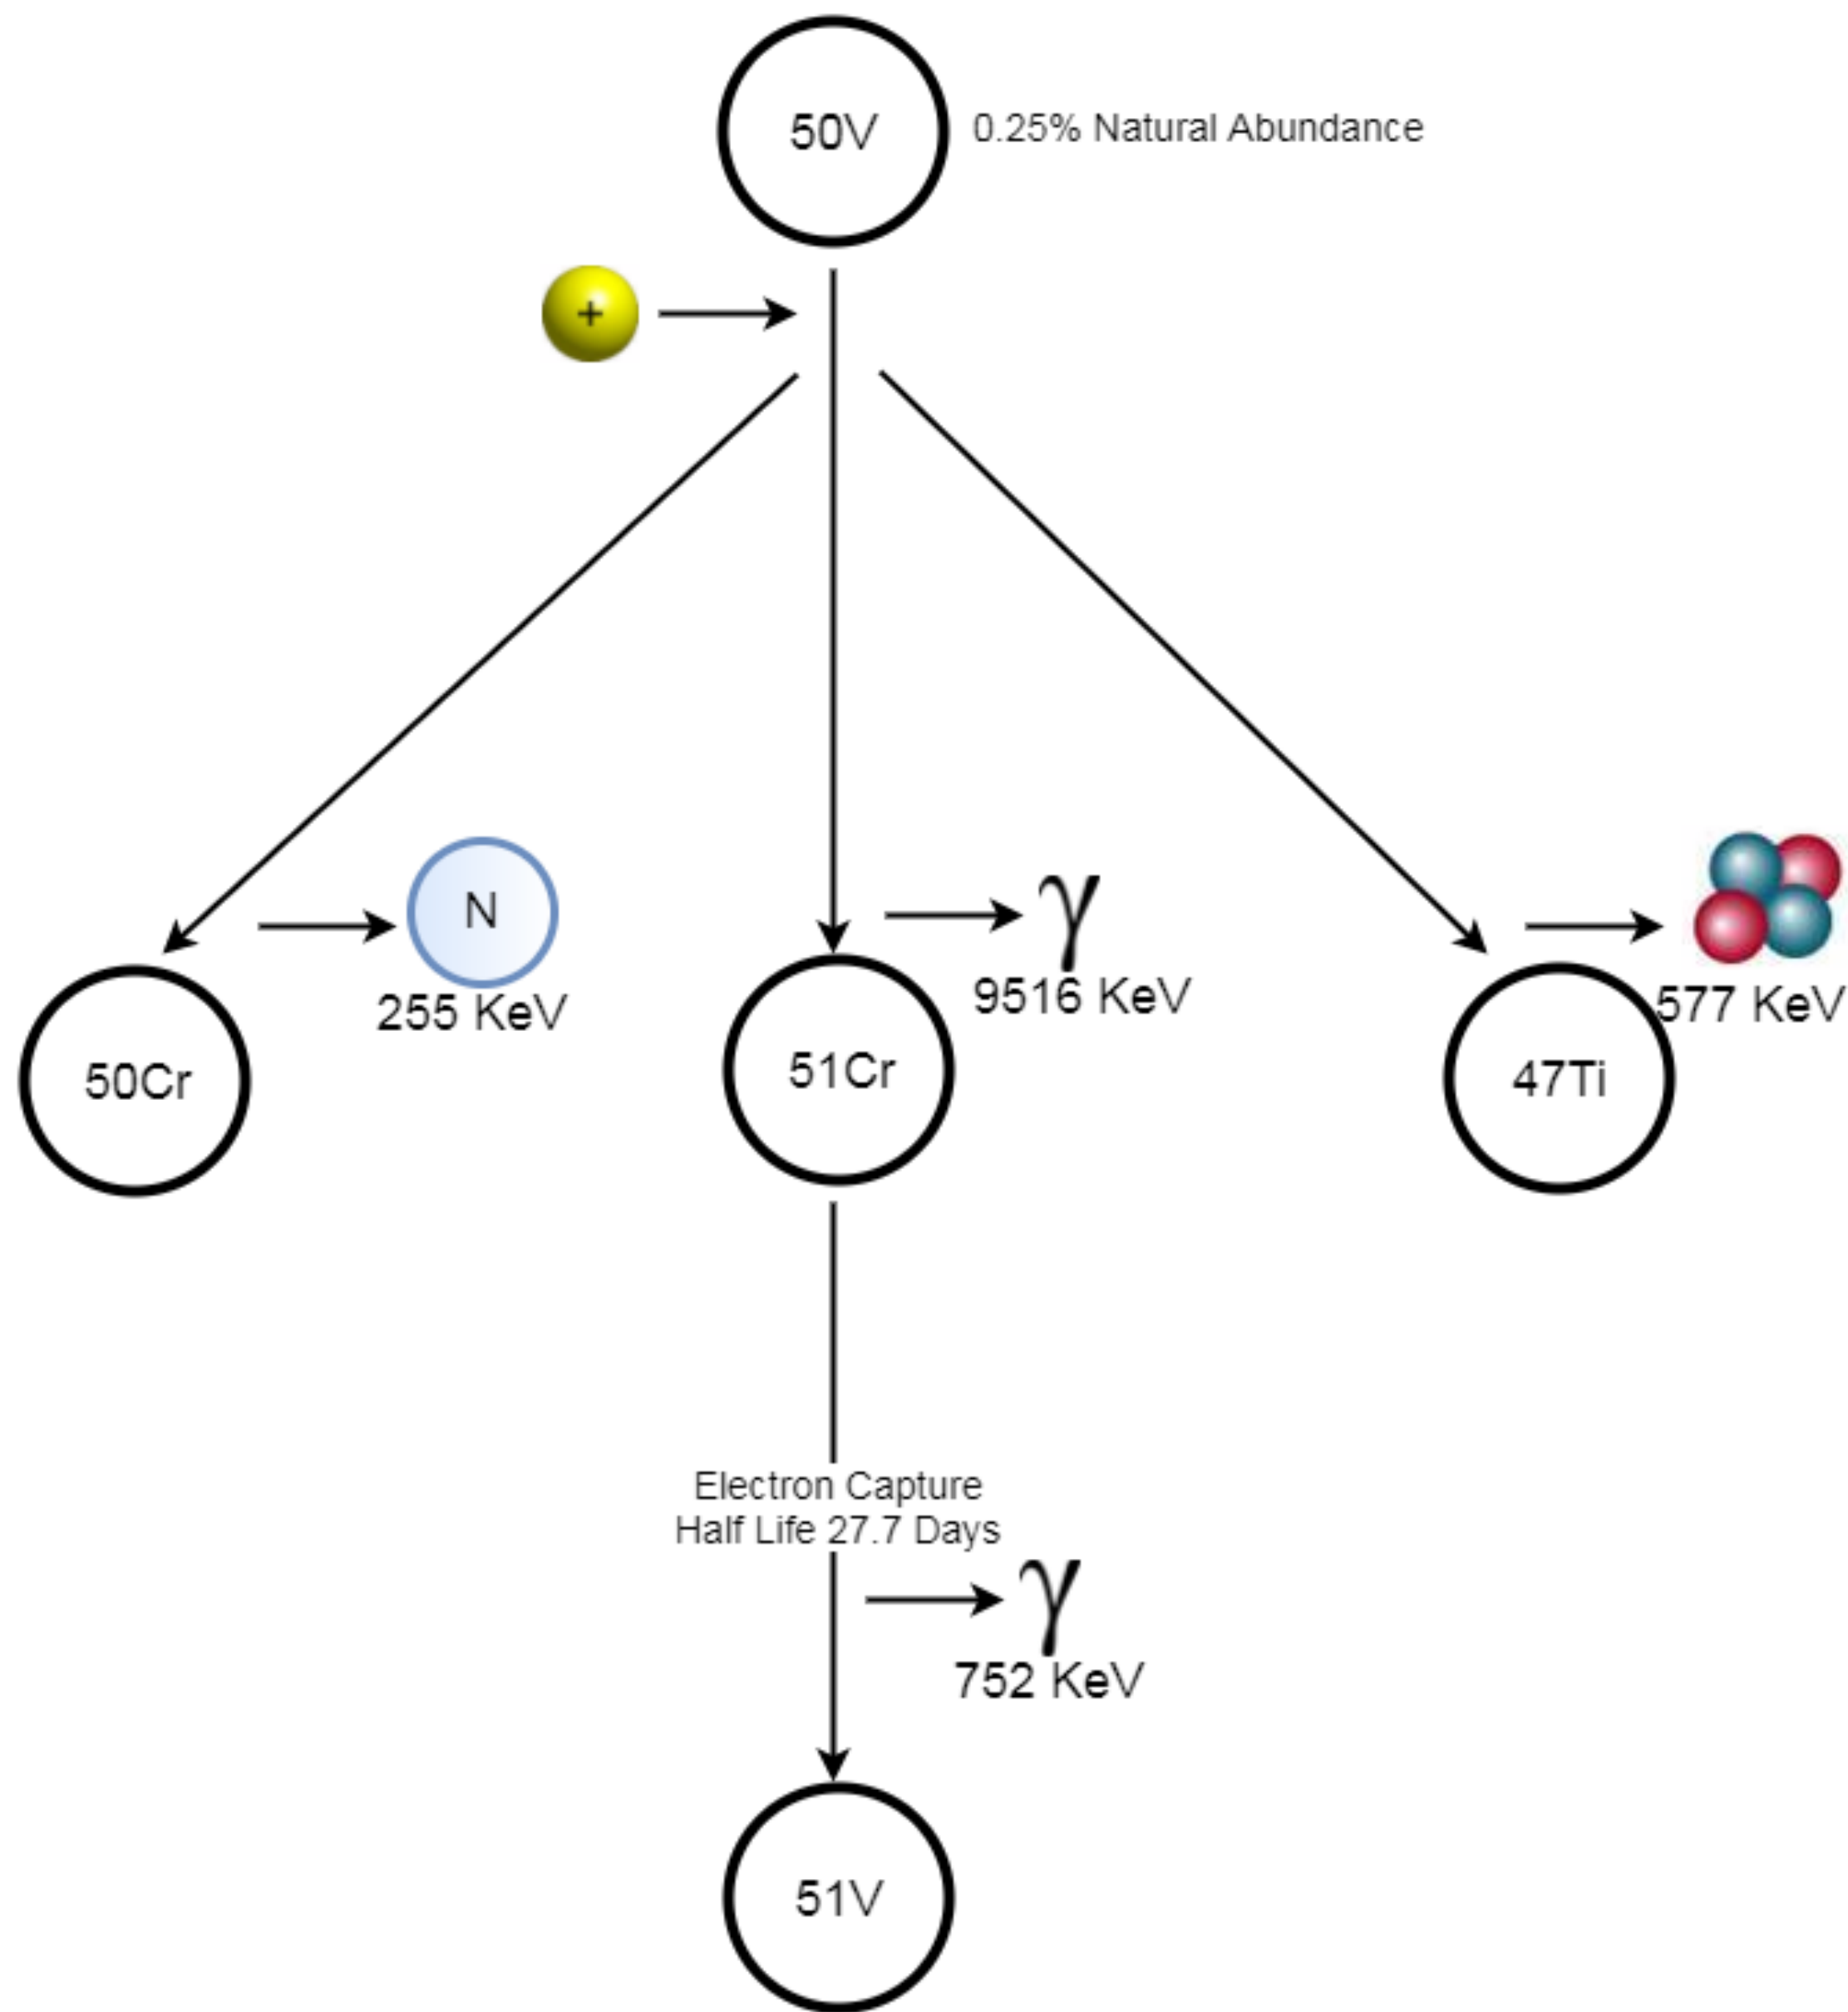 50V
0.25% Natural Abundance
+
N
255 KeV
γ
9516 KeV
577 KeV
50Cr
51Cr
47Ti
Electron Capture
Half Life 27.7 Days
γ
752 KeV
51V